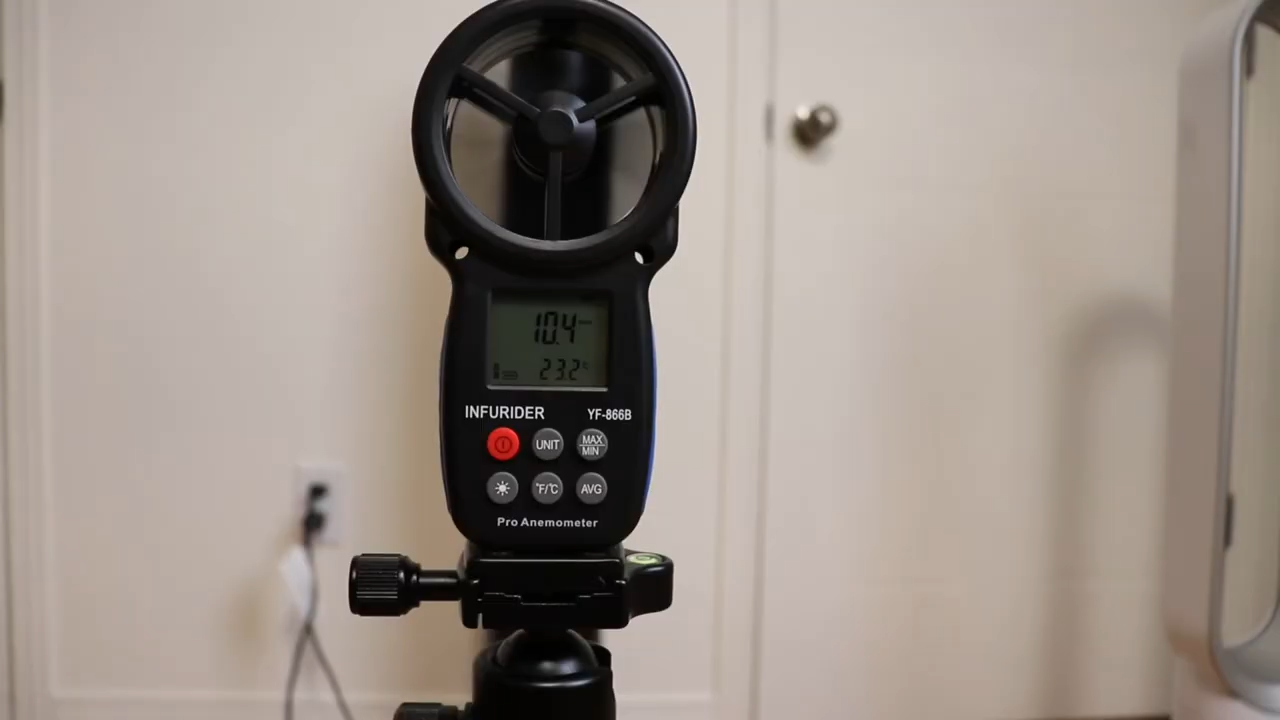 10.4
23.2
INFURIDER YF-866B
UNIT MAX MIN
°F/°C AVG
Pro Anemometer